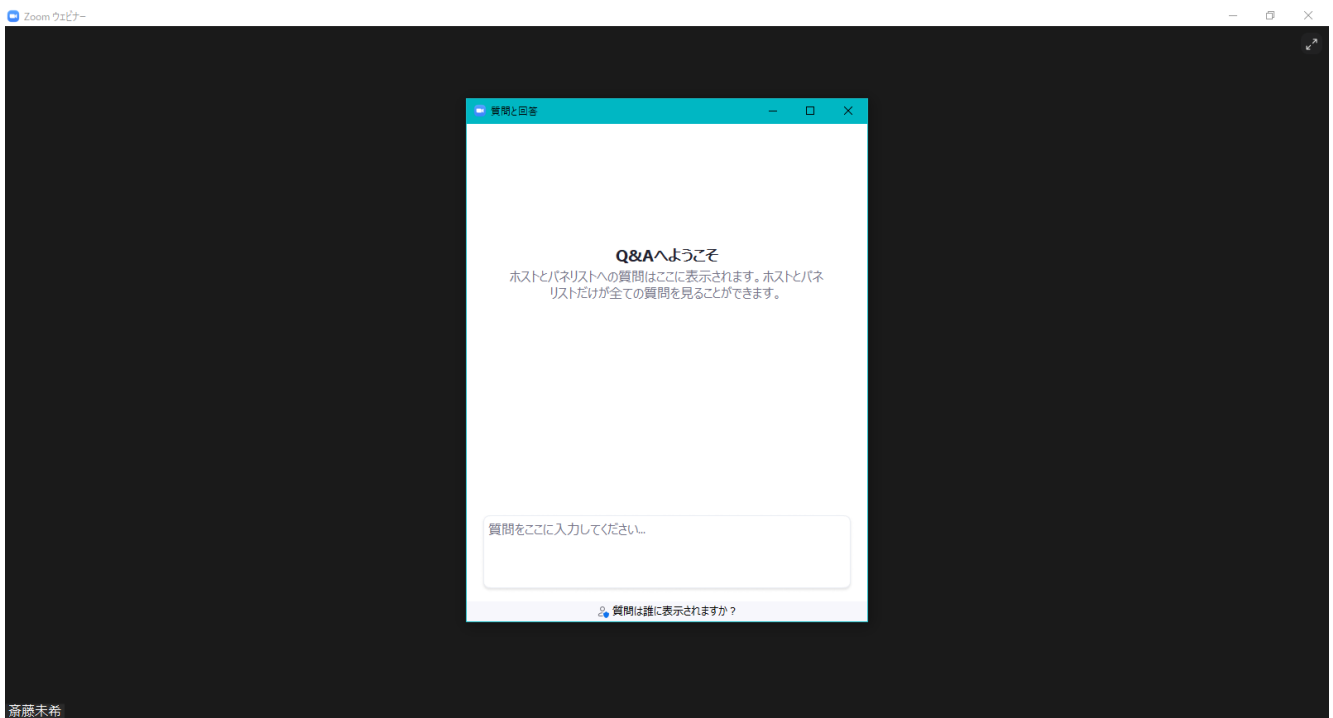 Zoom ウェビナー
質問と回答
Q&Aへようこそ
ホストとパネリストへの質問はここに表示されます。ホストとパネ
リストだけが全ての質問を見ることができます。
質問をここに入力してください...
質問は誰に表示されますか？
斎藤未希